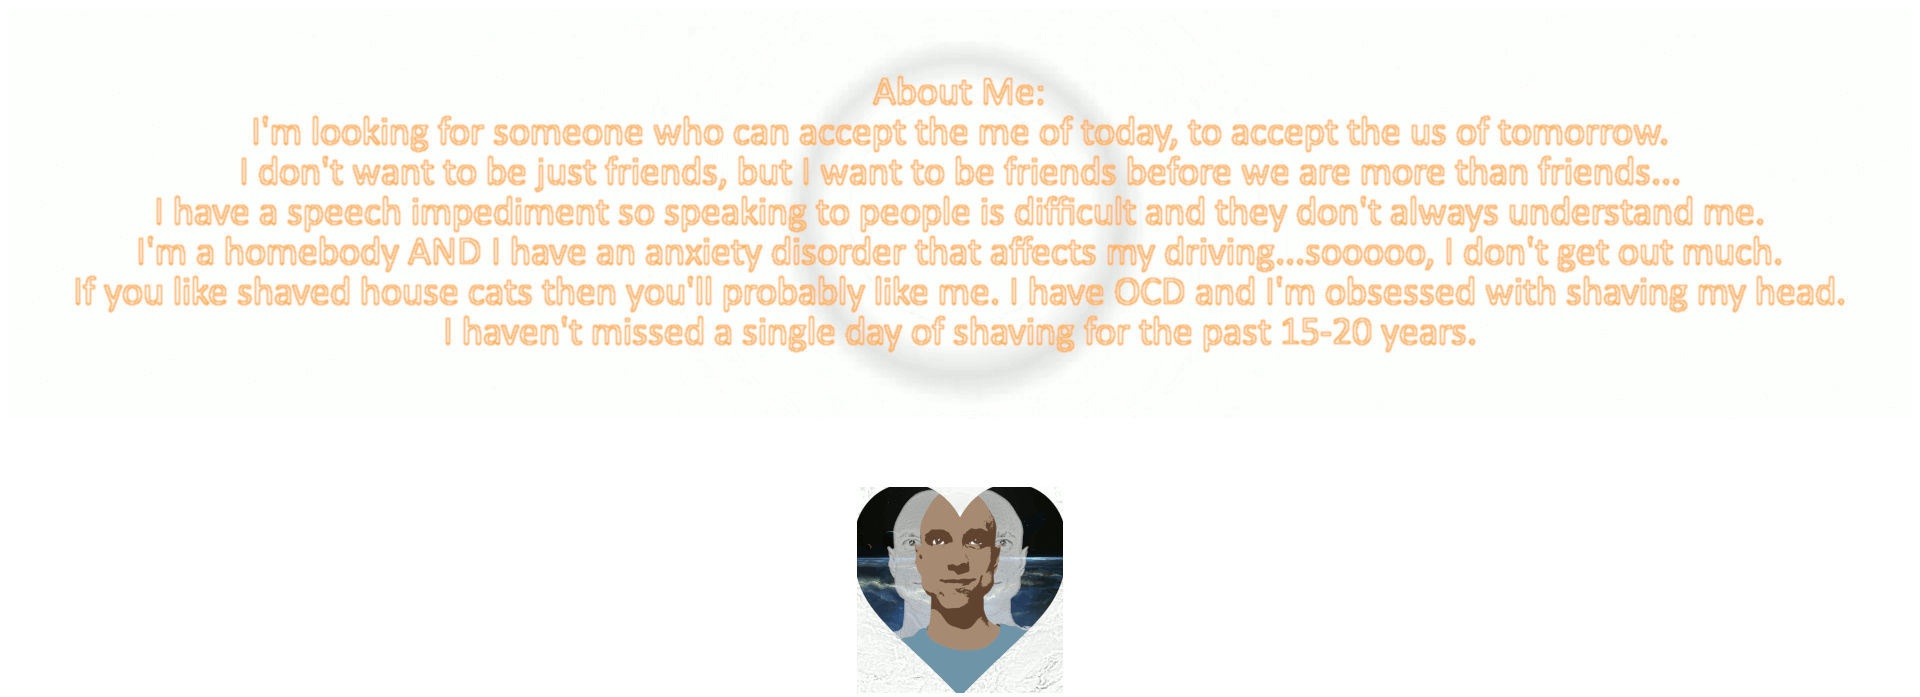 About Me:
I'm looking for someone who can accept the me of today, to accept the us of tomorrow.
I don't want to be just friends, but I want to be friends before we are more than friends...
I have a speech impediment so speaking to people is difficult and they don't always understand me.
I'm a homebody AND I have an anxiety disorder that affects my driving...sooooo, I don't get out much.
If you like shaved house cats then you'll probably like me. I have OCD and I'm obsessed with shaving my head.
I haven't missed a single day of shaving for the past 15-20 years.